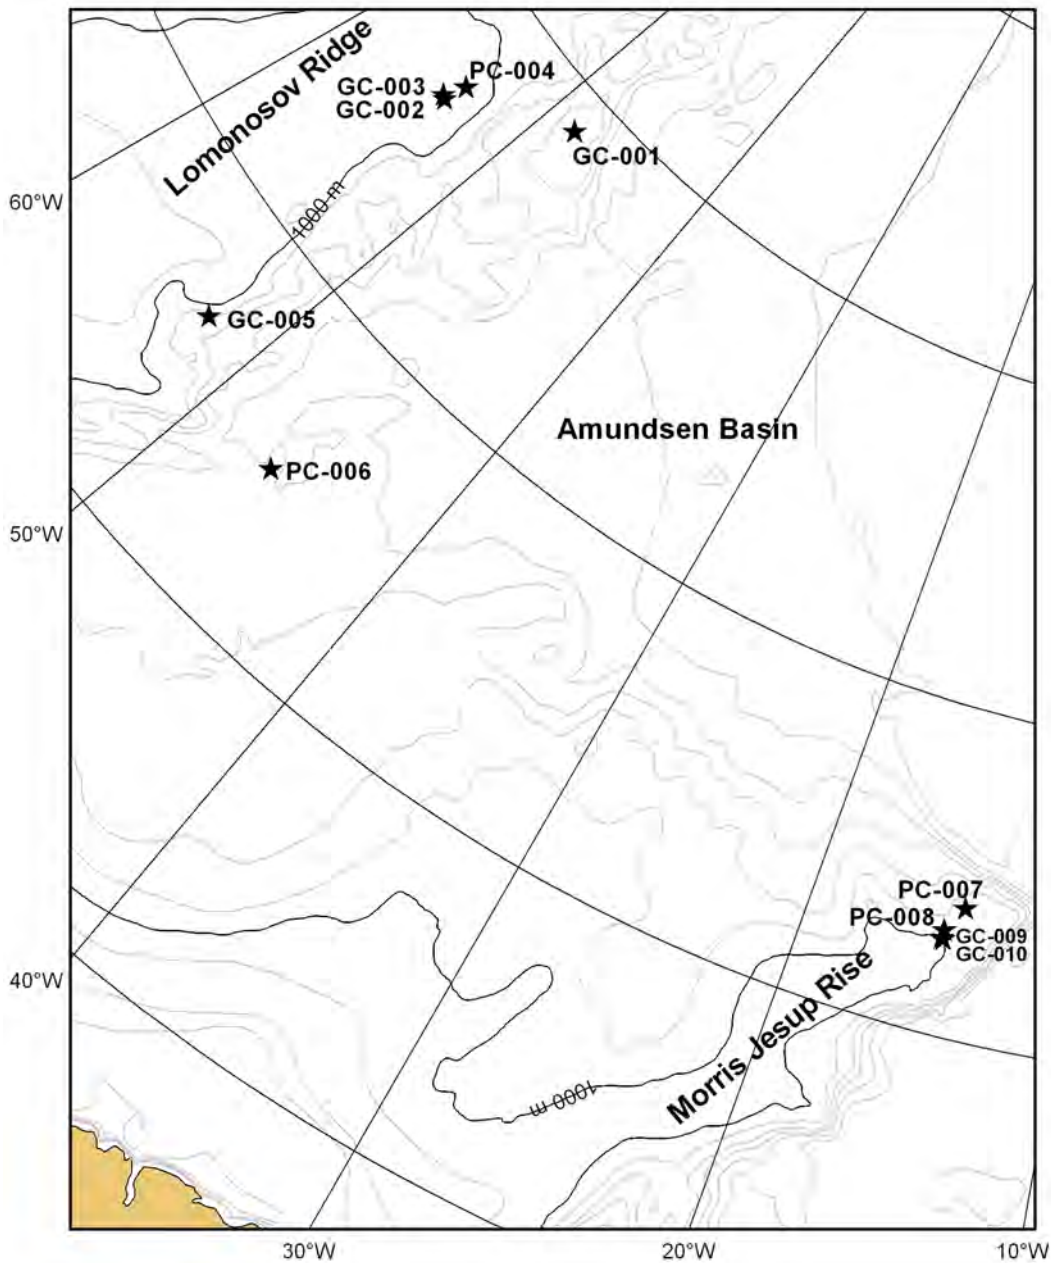 Lomonosov Ridge
PC-004
GC-003
GC-002
GC-001
60°W
1000 m
GC-005
Amundsen Basin
PC-006
50°W
PC-007
PC-008
GC-009
GC-010
40°W
Morris Jesup Rise
1000 m
30°W
20°W
10°W